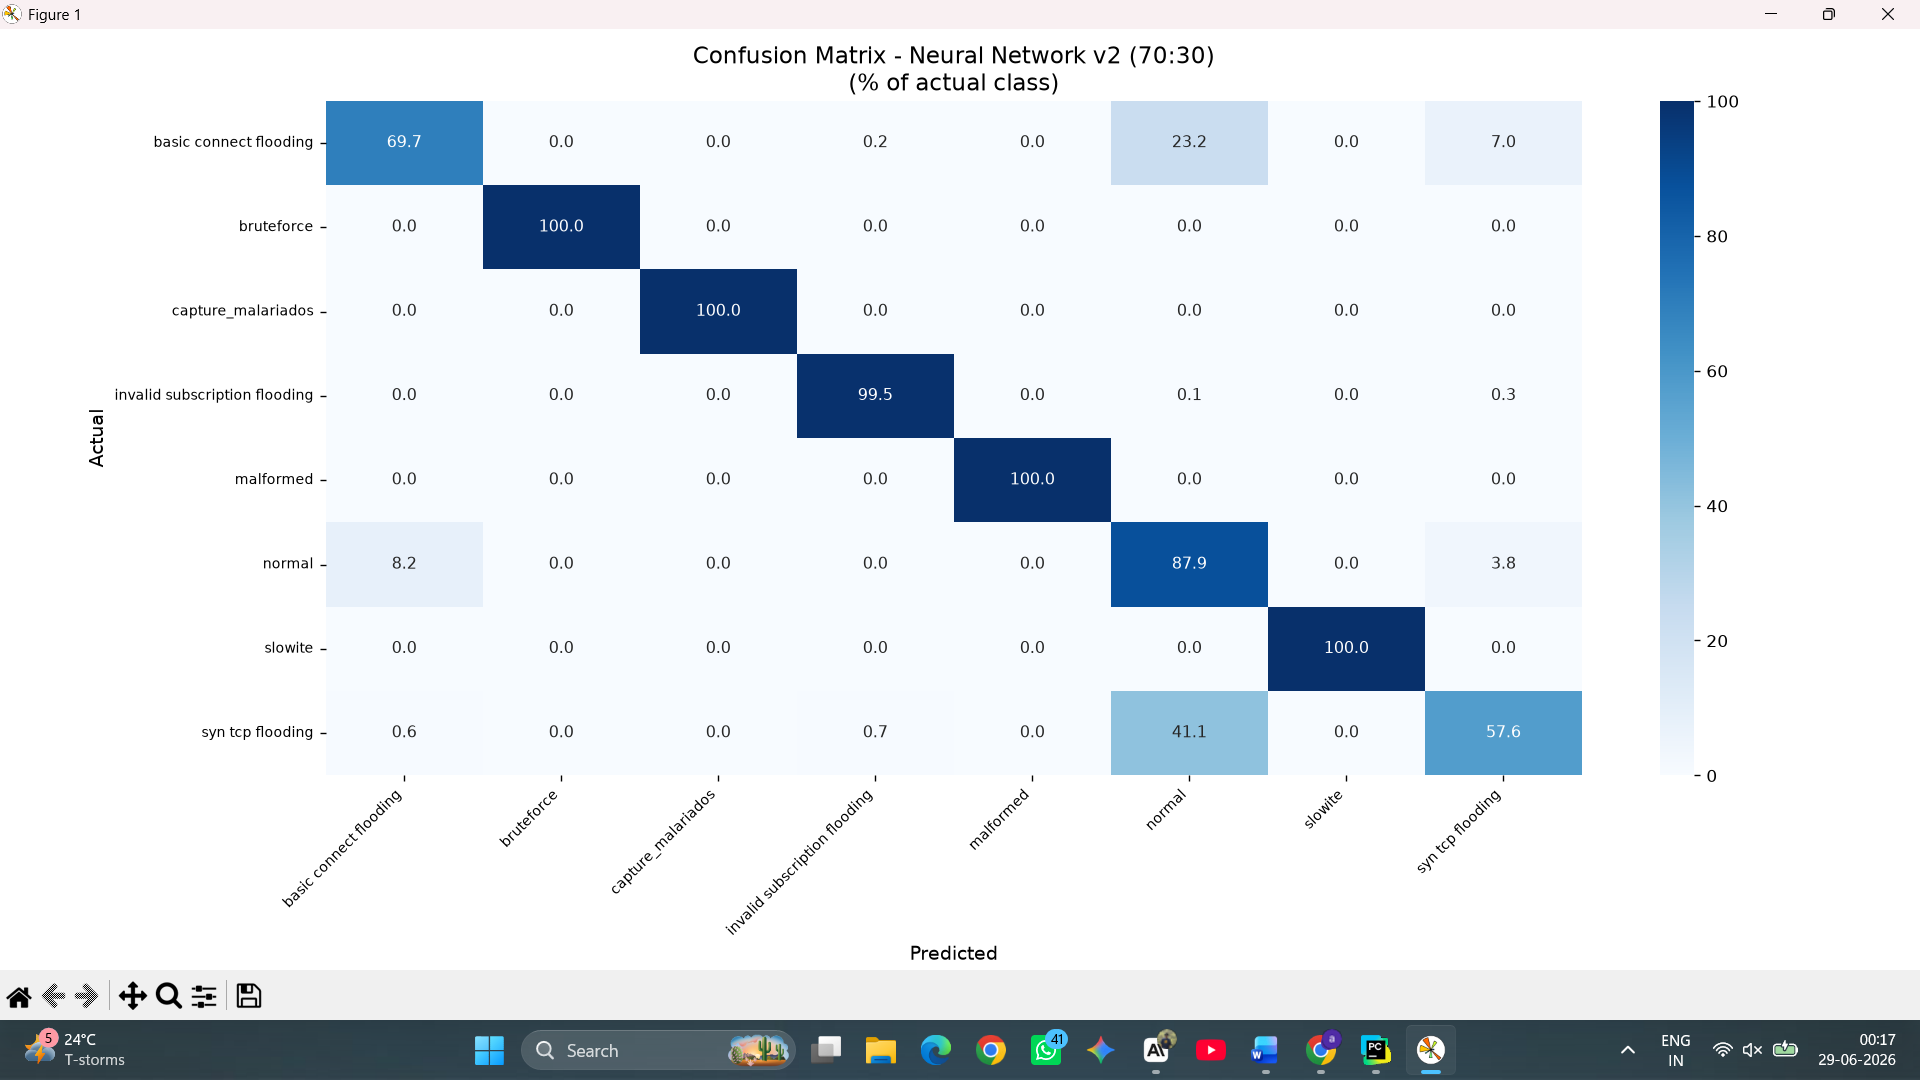 Figure 1
Confusion Matrix - Neural Network v2 (70:30)
(% of actual class)
basic connect flooding 69.7 0.0 0.0 0.2 0.0 23.2 0.0 7.0
bruteforce 0.0 100.0 0.0 0.0 0.0 0.0 0.0 0.0
capture_malariados 0.0 0.0 100.0 0.0 0.0 0.0 0.0 0.0
invalid subscription flooding 0.0 0.0 0.0 99.5 0.0 0.1 0.0 0.3
malformed 0.0 0.0 0.0 0.0 100.0 0.0 0.0 0.0
normal 8.2 0.0 0.0 0.0 0.0 87.9 0.0 3.8
slowite 0.0 0.0 0.0 0.0 0.0 0.0 100.0 0.0
syn tcp flooding 0.6 0.0 0.0 0.7 0.0 41.1 0.0 57.6
Actual
basic connect flooding
bruteforce
capture_malariados
invalid subscription flooding
malformed
normal
slowite
syn tcp flooding
Predicted
100
80
60
40
20
0
5
24°C
T-storms
Search
41
A
a
W
PC
ENG
IN
00:17
29-06-2026